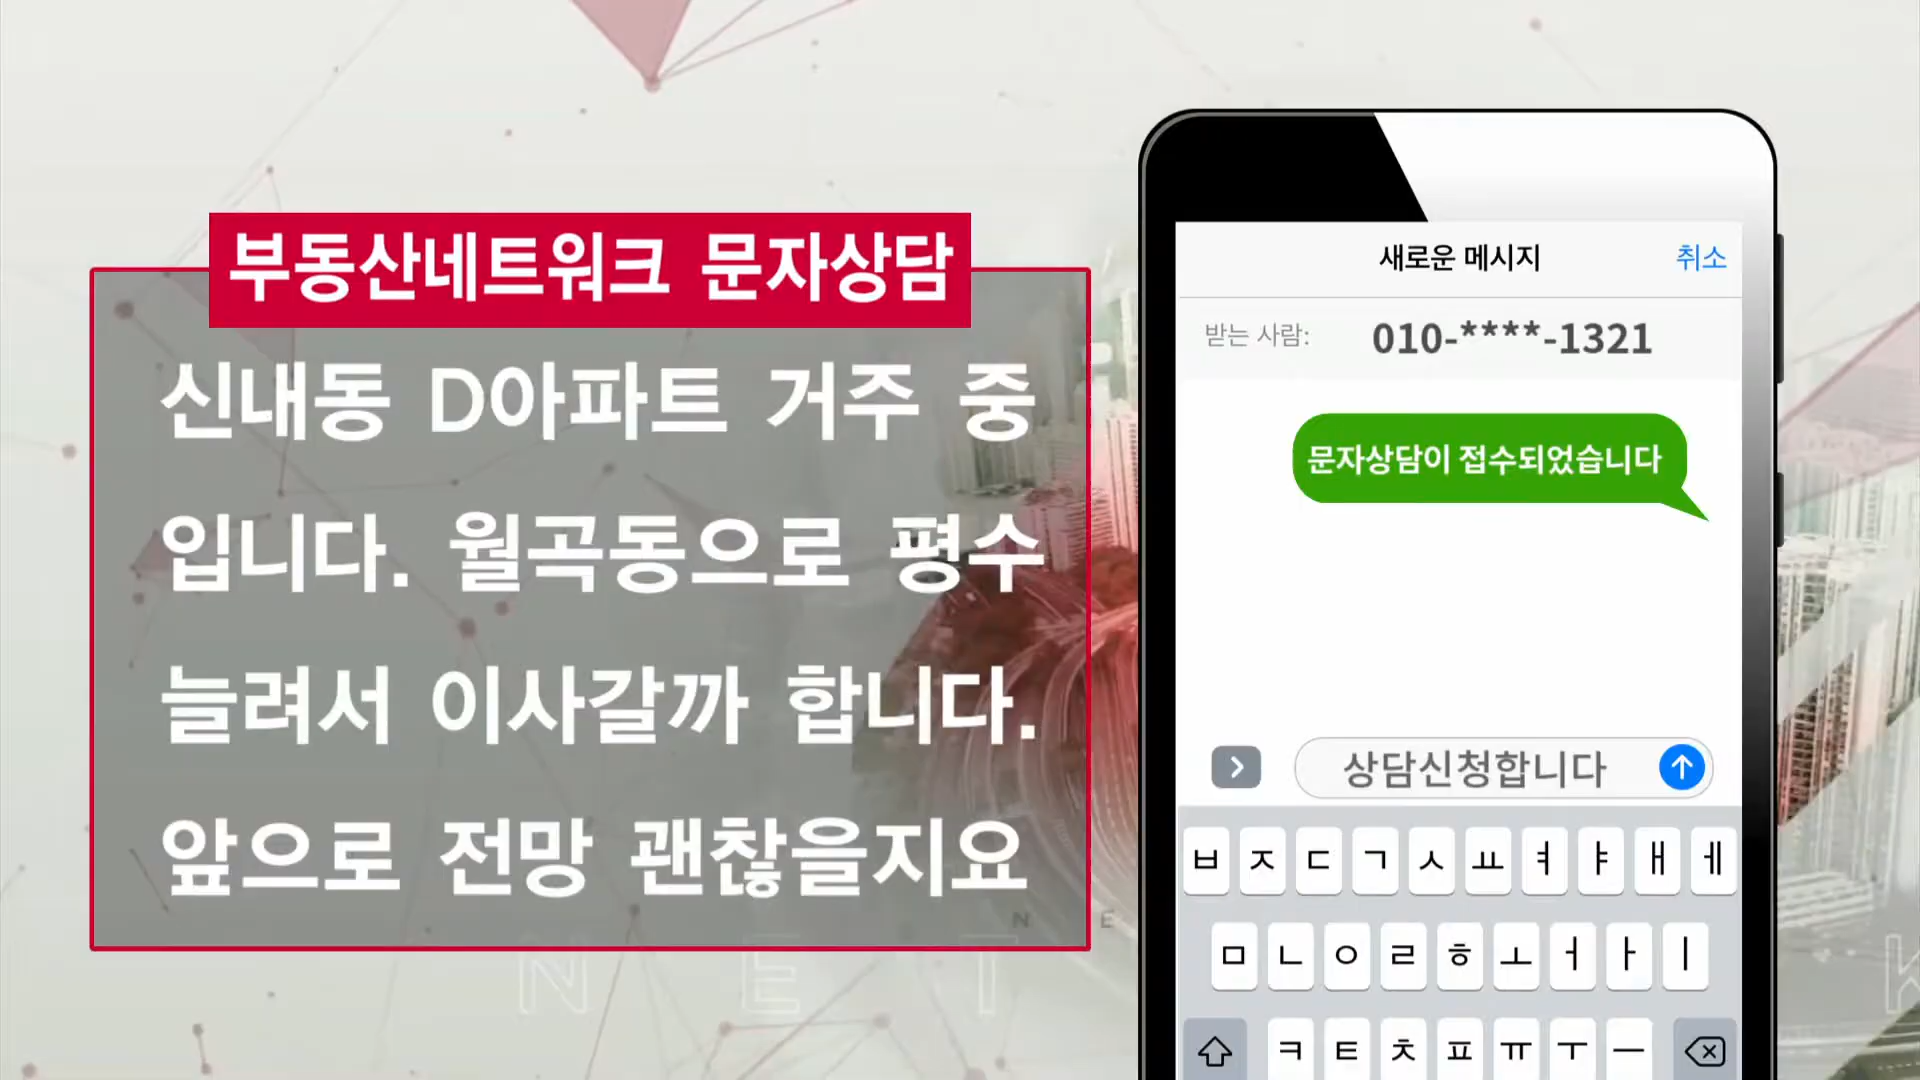 부동산네트워크 문자상담
신내동 D아파트 거주 중
입니다. 월곡동으로 평수
늘려서 이사갈까 합니다.
앞으로 전망 괜찮을지요
새로운 메시지 취소
받는 사람: 010-****-1321
문자상담이 접수되었습니다
상담신청합니다
ㅂ ㅈ ㄷ ㄱ ㅅ ㅛ ㅕ ㅑ ㅐ ㅔ
ㅁ ㄴ ㅇ ㄹ ㅎ ㅗ ㅓ ㅏ ㅣ
ㅋ ㅌ ㅊ ㅍ ㅠ ㅜ ㅡ
N E
N E T